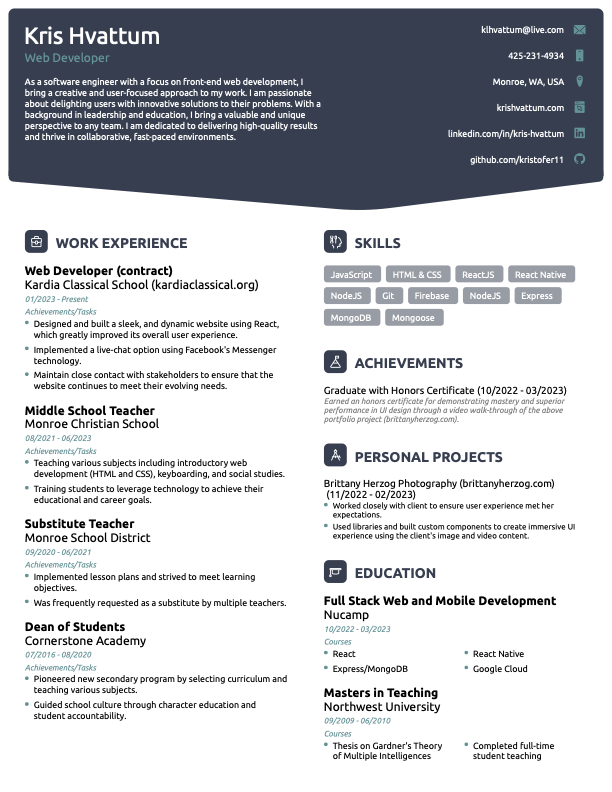 Kris Hvattum
Web Developer
As a software engineer with a focus on front-end web development, I
bring a creative and user-focused approach to my work. I am passionate
about delighting users with innovative solutions to their problems. With a
background in leadership and education, I bring a valuable and unique
perspective to any team. I am dedicated to delivering high-quality results
and thrive in collaborative, fast-paced environments.
klhvattum@live.com
425-231-4934
Monroe, WA, USA
krishvattum.com
linkedin.com/in/kris-hvattum
github.com/kristofer11
WORK EXPERIENCE
Web Developer (contract)
Kardia Classical School (kardiaclassical.org)
01/2023 - Present
Achievements/Tasks
Designed and built a sleek, and dynamic website using React,
which greatly improved its overall user experience.
Implemented a live-chat option using Facebook's Messenger
technology.
Maintain close contact with stakeholders to ensure that the
website continues to meet their evolving needs.
Middle School Teacher
Monroe Christian School
08/2021 - 06/2023
Achievements/Tasks
Teaching various subjects including introductory web
development (HTML and CSS), keyboarding, and social studies.
Training students to leverage technology to achieve their
educational and career goals.
Substitute Teacher
Monroe School District
09/2020 - 06/2021
Achievements/Tasks
Implemented lesson plans and strived to meet learning
objectives.
Was frequently requested as a substitute by multiple teachers.
Dean of Students
Cornerstone Academy
07/2016 - 08/2020
Achievements/Tasks
Pioneered new secondary program by selecting curriculum and
teaching various subjects.
Guided school culture through character education and
student accountability.
SKILLS
JavaScript HTML & CSS ReactJS React Native
NodeJS Git Firebase NodeJS Express
MongoDB Mongoose
ACHIEVEMENTS
Graduate with Honors Certificate (10/2022 - 03/2023)
Earned an honors certificate for demonstrating mastery and superior
performance in UI design through a video walk-through of the above
portfolio project (brittanyherzog.com).
PERSONAL PROJECTS
Brittany Herzog Photography (brittanyherzog.com)
(11/2022 - 02/2023)
Worked closely with client to ensure user experience met her
expectations.
Used libraries and built custom components to create immersive UI
experience using the client's image and video content.
EDUCATION
Full Stack Web and Mobile Development
Nucamp
10/2022 - 03/2023
Courses
React
React Native
Express/MongoDB
Google Cloud
Masters in Teaching
Northwest University
09/2009 - 06/2010
Courses
Thesis on Gardner's Theory
of Multiple Intelligences
Completed full-time
student teaching